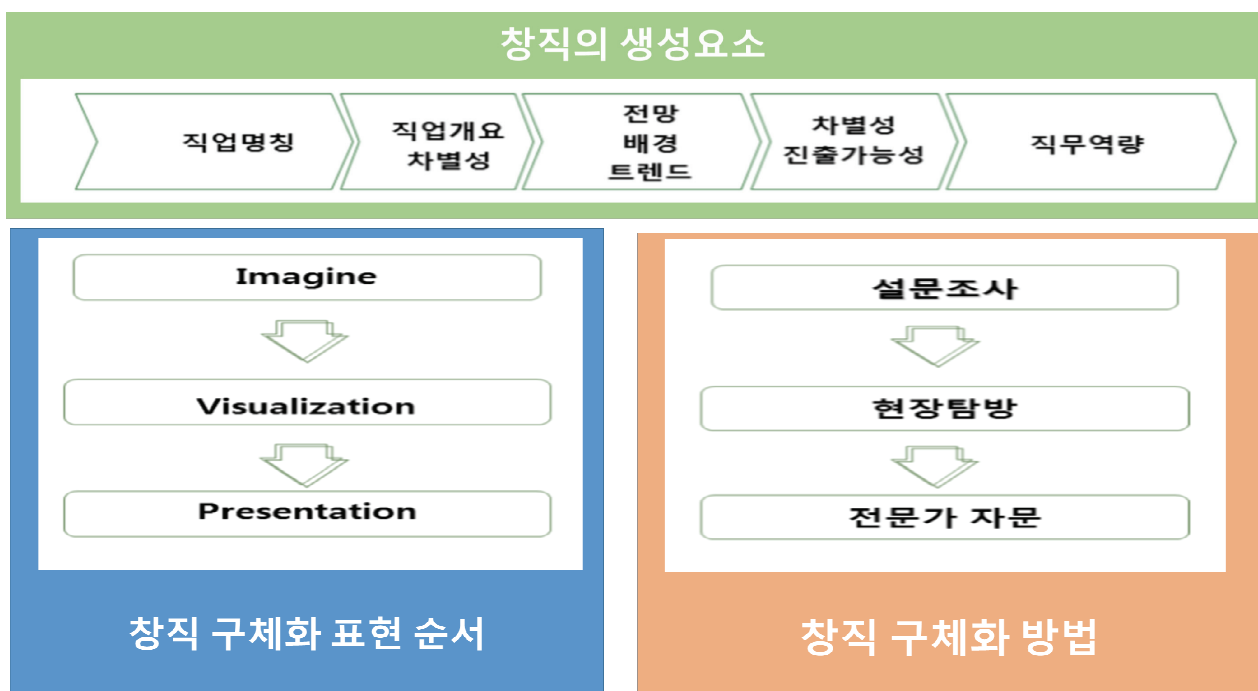 창직의 생성요소
직업명칭
직업개요
차별성
전망
배경
트렌드
차별성
진출가능성
직무역량
Imagine
Visualization
Presentation
창직 구체화 표현 순서
설문조사
현장탐방
전문가 자문
창직 구체화 방법